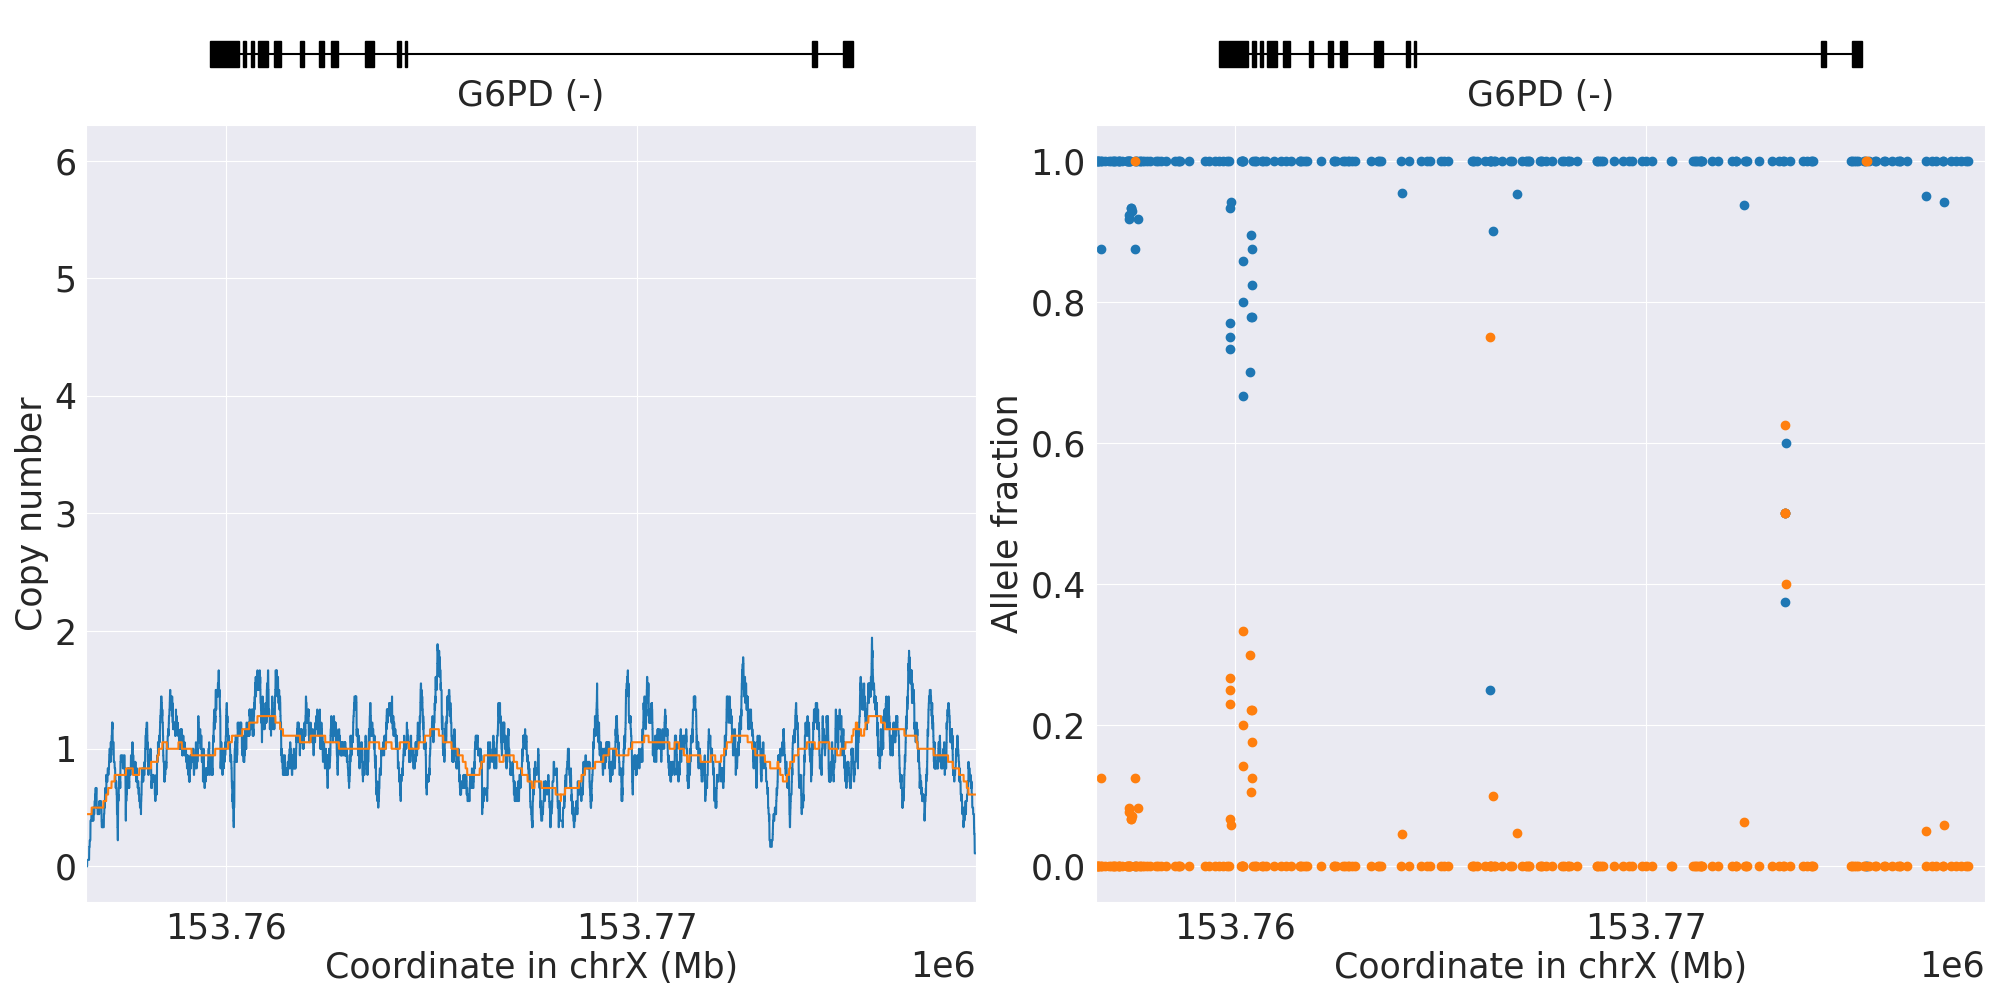 G6PD (-)
6
5
4
3
2
1
0
Copy number
153.76
153.77
Coordinate in chrX (Mb)
1e6
G6PD (-)
1.0
0.8
0.6
0.4
0.2
0.0
Allele fraction
153.76
153.77
Coordinate in chrX (Mb)
1e6